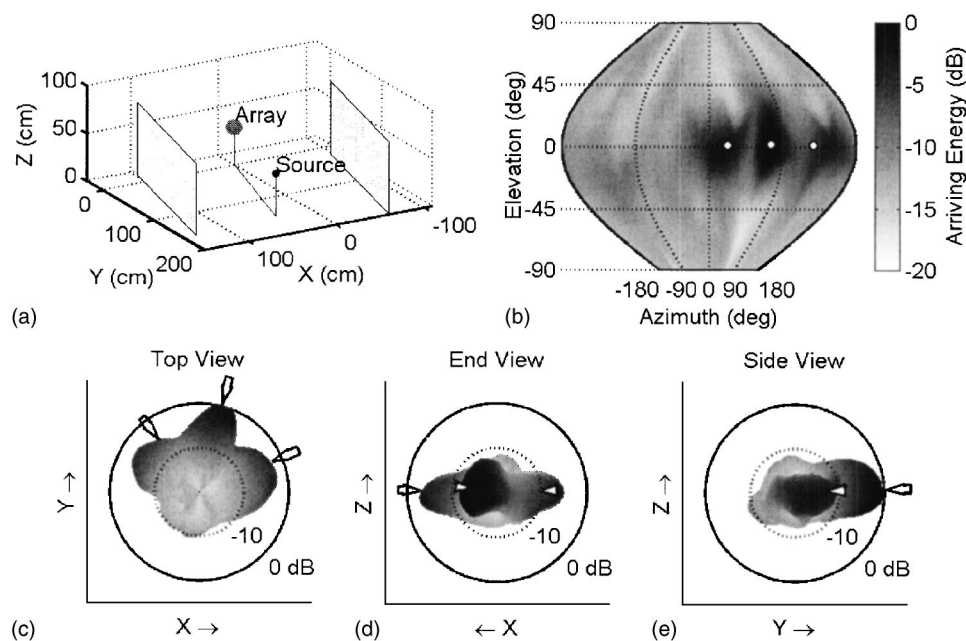 100
50
0
Z (cm)
Array
Source
0
100
200
Y (cm)
100
0
-100
X (cm)
(a)
90
45
0
-45
-90
Elevation (deg)
-180 -90 0 90 180
Azimuth (deg)
0
-5
-10
-15
-20
Arriving Energy (dB)
(b)
Top View
Y →
-10
0 dB
X →
(c)
End View
Z →
-10
0 dB
← X
(d)
Side View
Z →
-10
0 dB
Y →
(e)